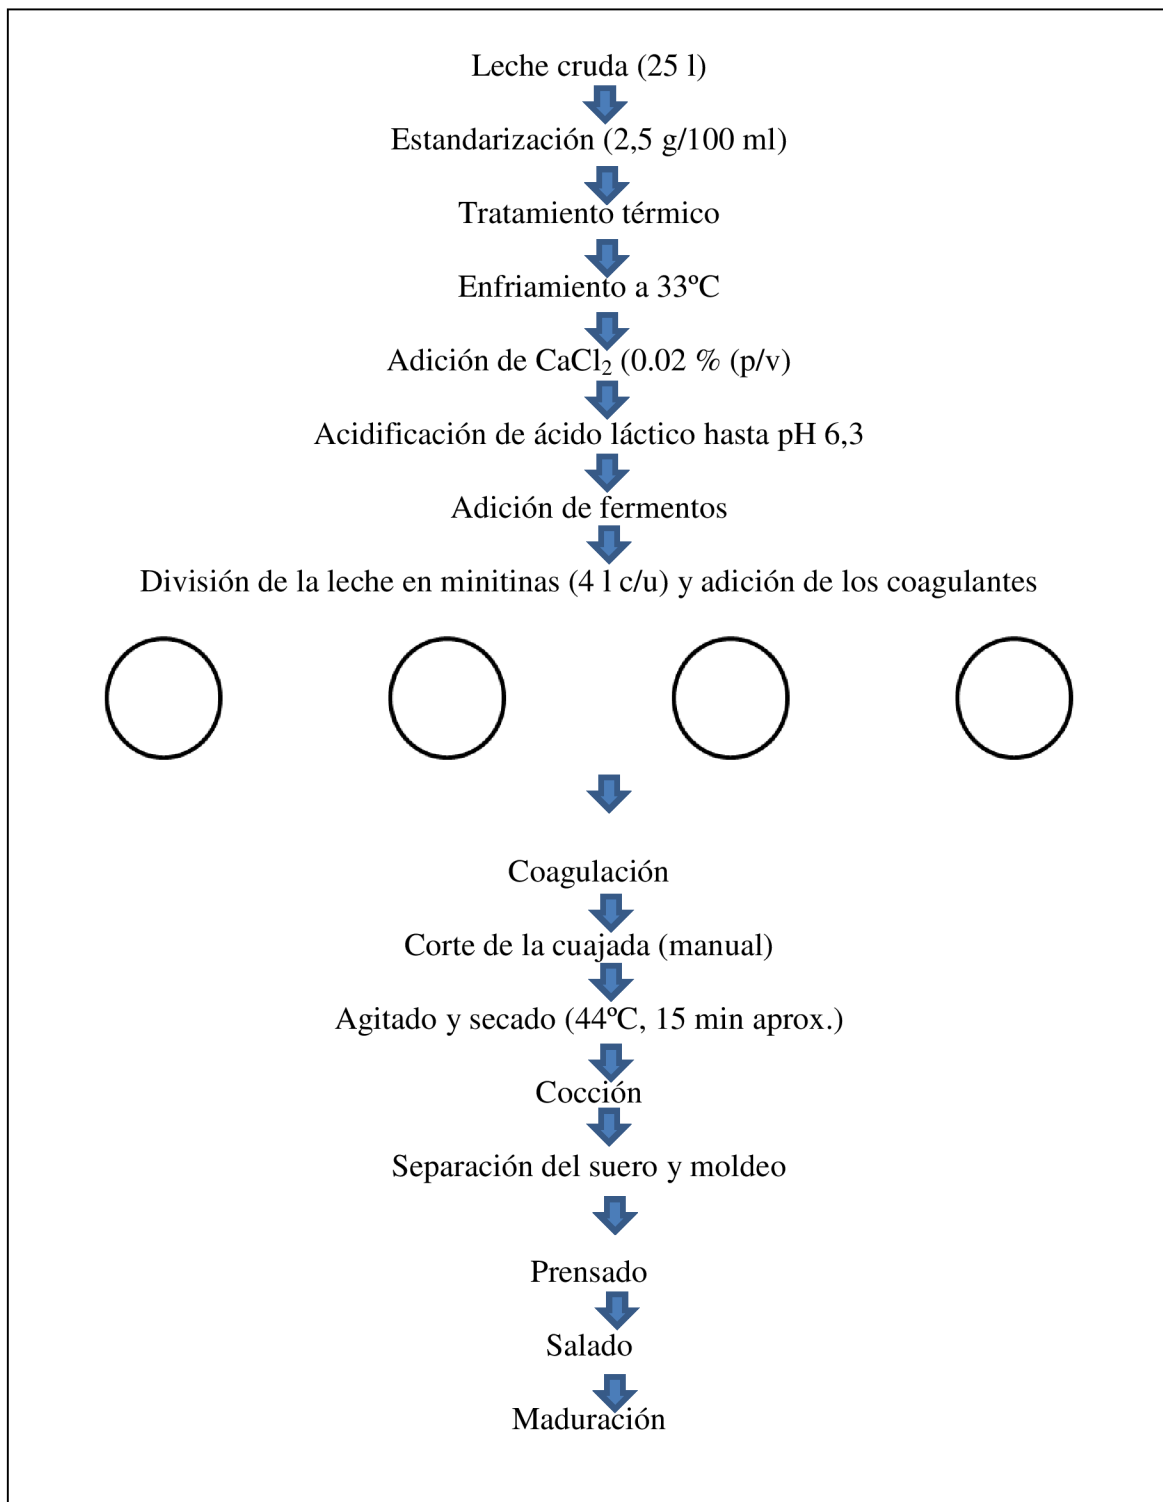 Leche cruda (25 l)
Estandarización (2,5 g/100 ml)
Tratamiento térmico
Enfriamiento a 33ºC
Adición de CaCl₂ (0.02 % (p/v)
Acidificación de ácido láctico hasta pH 6,3
Adición de fermentos
División de la leche en minitinas (4 l c/u) y adición de los coagulantes
Coagulación
Corte de la cuajada (manual)
Agitado y secado (44ºC, 15 min aprox.)
Cocción
Separación del suero y moldeo
Prensado
Salado
Maduración